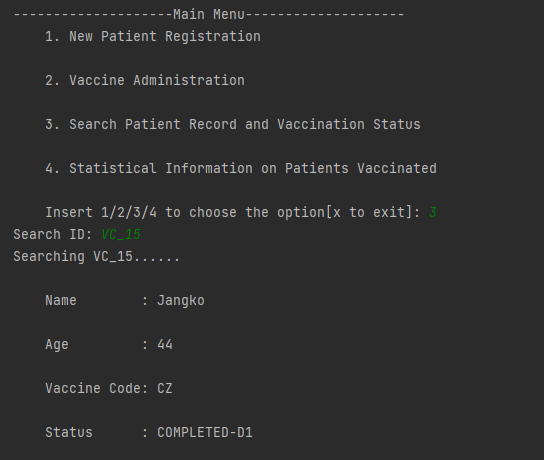 --------------------Main Menu--------------------
1. New Patient Registration
2. Vaccine Administration
3. Search Patient Record and Vaccination Status
4. Statistical Information on Patients Vaccinated
Insert 1/2/3/4 to choose the option[x to exit]: 3
Search ID: VC_15
Searching VC_15......
Name        : Jangko
Age         : 44
Vaccine Code: CZ
Status      : COMPLETED-D1